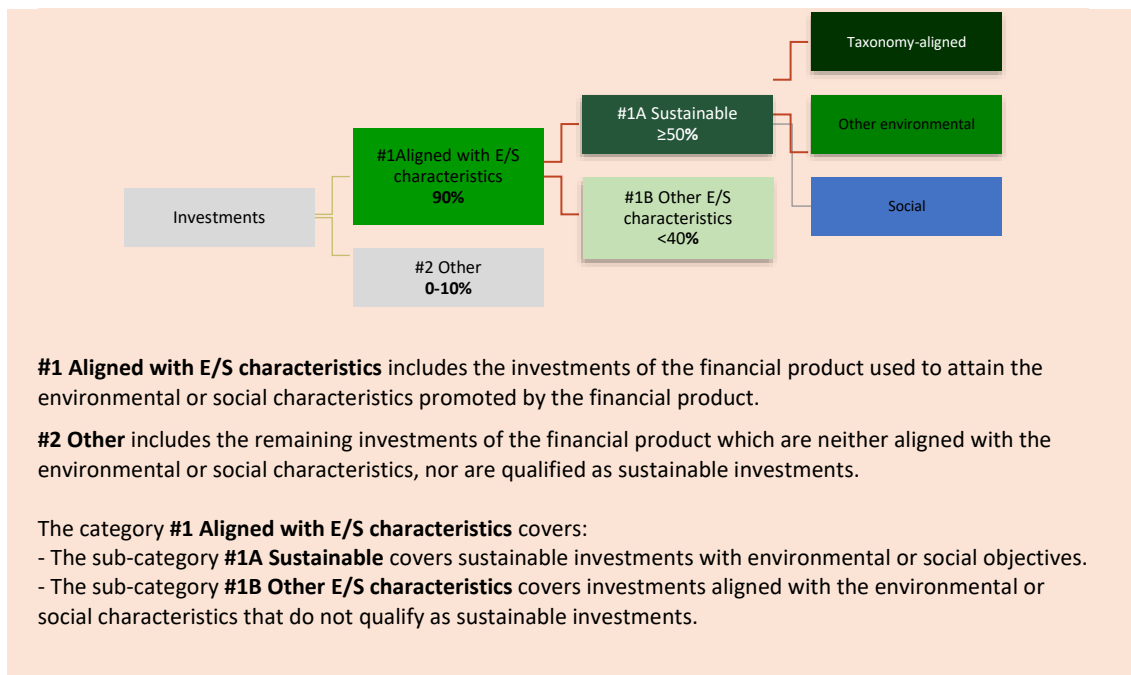 Taxonomy-aligned
#1A Sustainable
≥50%
Other environmental
#1Aligned with E/S
characteristics
90%
#1B Other E/S
characteristics
<40%
Social
Investments
#2 Other
0-10%
#1 Aligned with E/S characteristics includes the investments of the financial product used to attain the
environmental or social characteristics promoted by the financial product.
#2 Other includes the remaining investments of the financial product which are neither aligned with the
environmental or social characteristics, nor are qualified as sustainable investments.
The category #1 Aligned with E/S characteristics covers:
- The sub-category #1A Sustainable covers sustainable investments with environmental or social objectives.
- The sub-category #1B Other E/S characteristics covers investments aligned with the environmental or
social characteristics that do not qualify as sustainable investments.